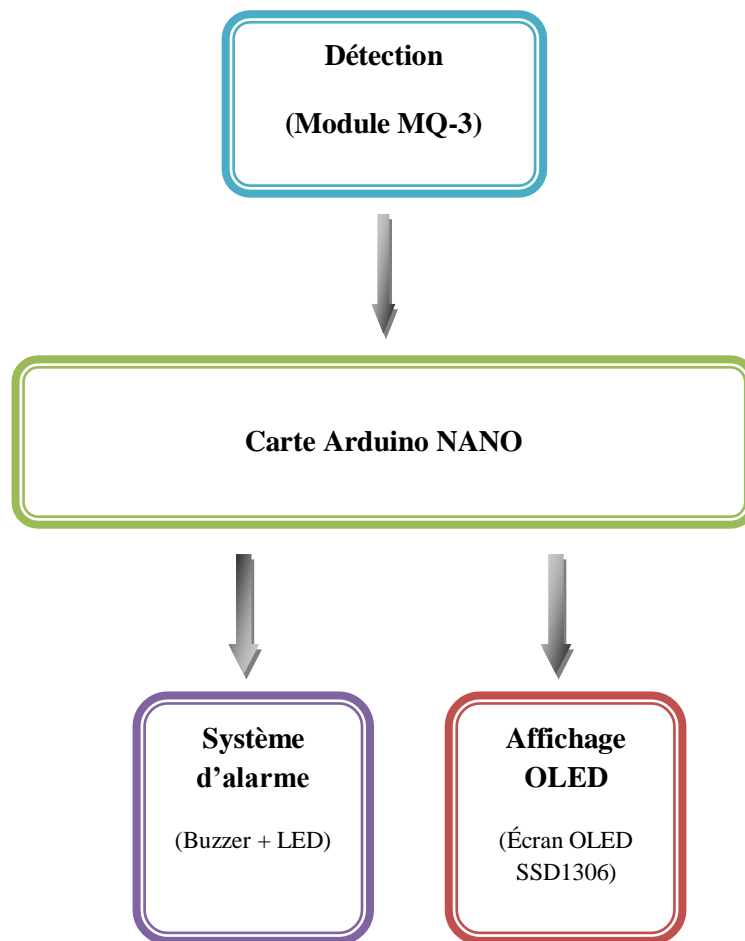 Détection
(Module MQ-3)
Carte Arduino NANO
Système
d’alarme
(Buzzer + LED)
Affichage
OLED
(Écran OLED
SSD1306)